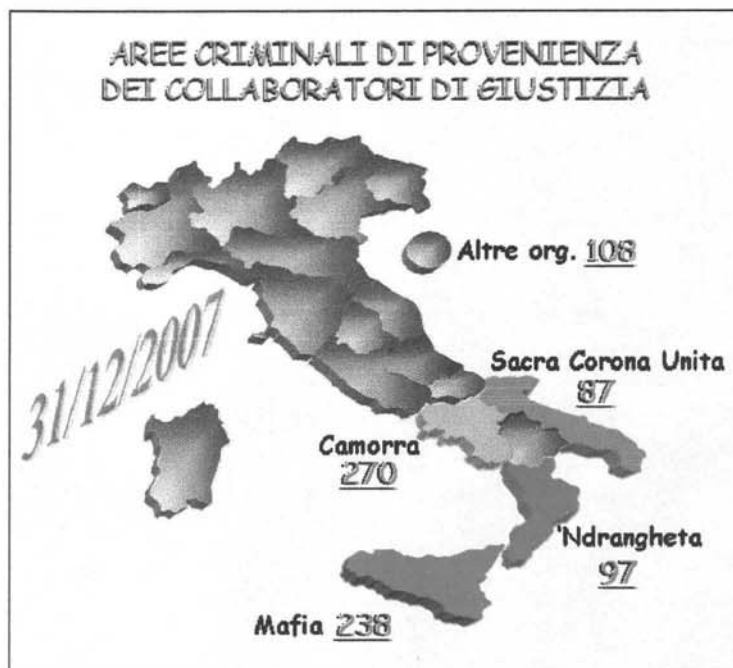 AREE CRIMINALI DI PROVENIENZA
DEI COLLABORATORI DI GIUSTIZIA
Altre org. 108
31/12/2007
Sacra Corona Unita
87
Camorra
270
'Ndrangheta
97
Mafia 238